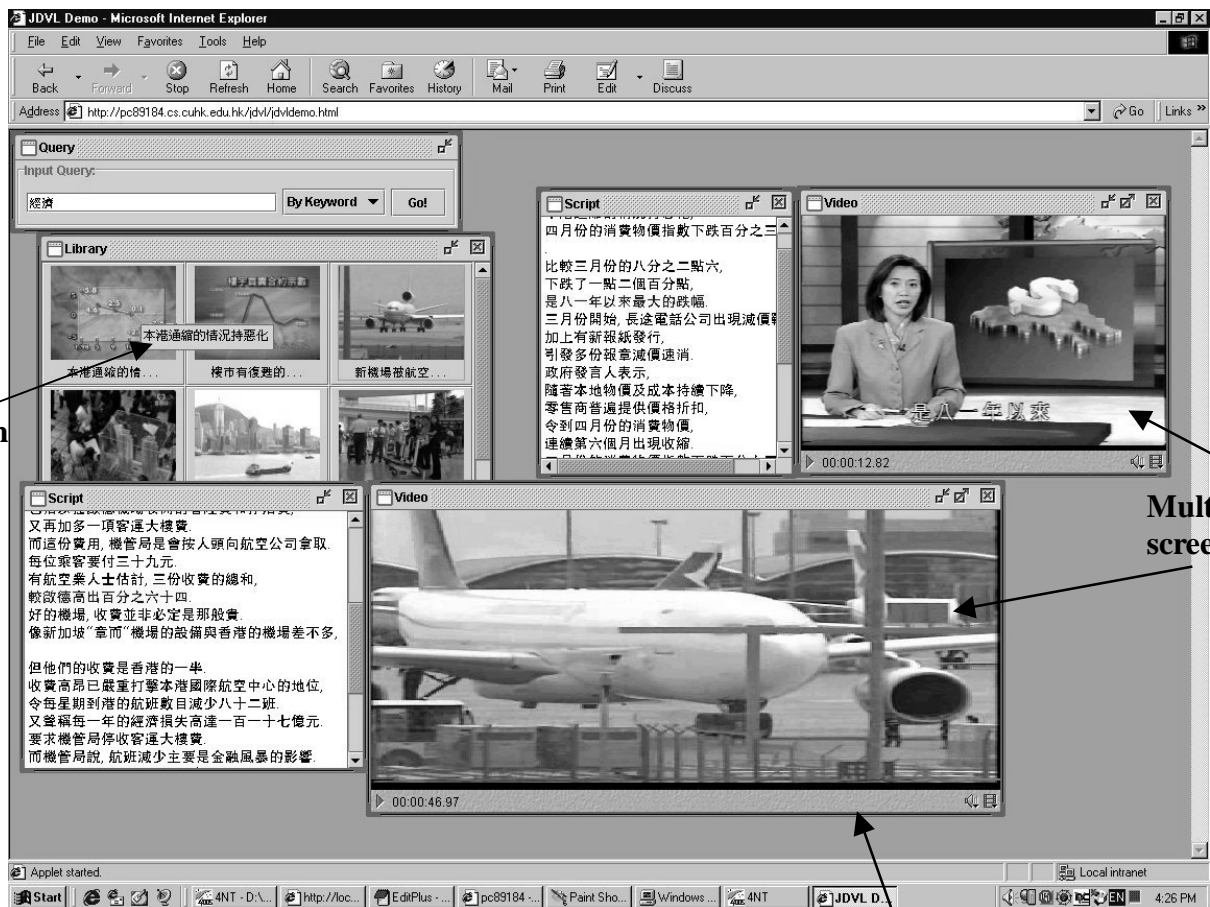 JDVL Demo - Microsoft Internet Explorer
File Edit View Favorites Tools Help
Back Forward Stop Refresh Home Search Favorites History Mail Print Edit Discuss
Address http://pc89184.cs.cuhk.edu.hk/jdvl/jdvldemo.html Go Links »
Query
Input Query:
經濟 By Keyword Go!
Library
樓宇買賣合約宗數
本港通縮的情況持惡化
本港通縮的情...
樓市有復甦的...
新機場被航空...
Script
四月份的消費物價指數下跌百分之三
.
比較三月份的八分之二點六,
下跌了一點二個百分點,
是八一年以來最大的跌幅.
三月份開始, 長途電話公司出現減價戰
加上有新報紙發行,
引發多份報章減價速消.
政府發言人表示,
隨著本地物價及成本持續下降,
零售商普遍提供價格折扣,
令到四月份的消費物價,
連續第六個月出現收縮.
Video
是八一年以來
00:00:12.82
Mult
scree
n
Script
又再加多一項客運大樓費.
而這份費用, 機管局是會按人頭向航空公司拿取.
每位乘客要付三十九元.
有航空業人士估計, 三份收費的總和,
較啟德高出百分之六十四.
好的機場, 收費並非必定是那般貴.
像新加坡“章而“機場的設備與香港的機場差不多,
但他們的收費是香港的一半.
收費高昂已嚴重打擊本港國際航空中心的地位,
令每星期到港的航班數目減少八十二班.
又聲稱每一年的經濟損失高達一百一十七億元.
要求機管局停收客運大樓費.
而機管局說, 航班減少主要是金融風暴的影響.
Video
00:00:46.97
Applet started. Local intranet
Start 4NT - D:\... http://loc... EditPlus - ... pc89184 -... Paint Sho... Windows ... 4NT JDVL D... EN 4:26 PM